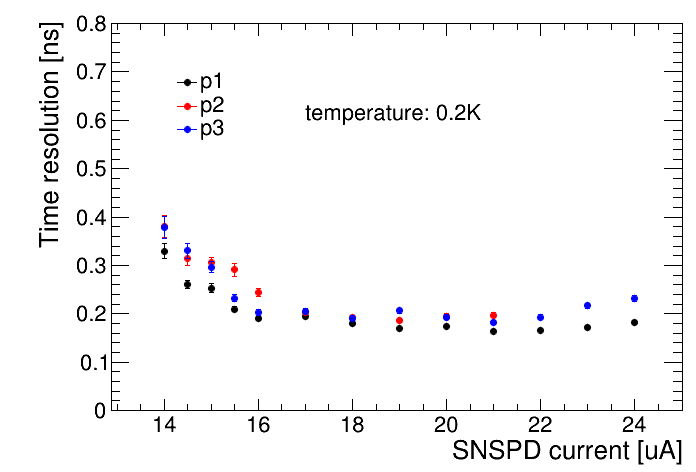 Time resolution [ns]
0.8
0.7
0.6
0.5
0.4
0.3
0.2
0.1
0
p1
p2
p3
temperature: 0.2K
14 16 18 20 22 24
SNSPD current [uA]